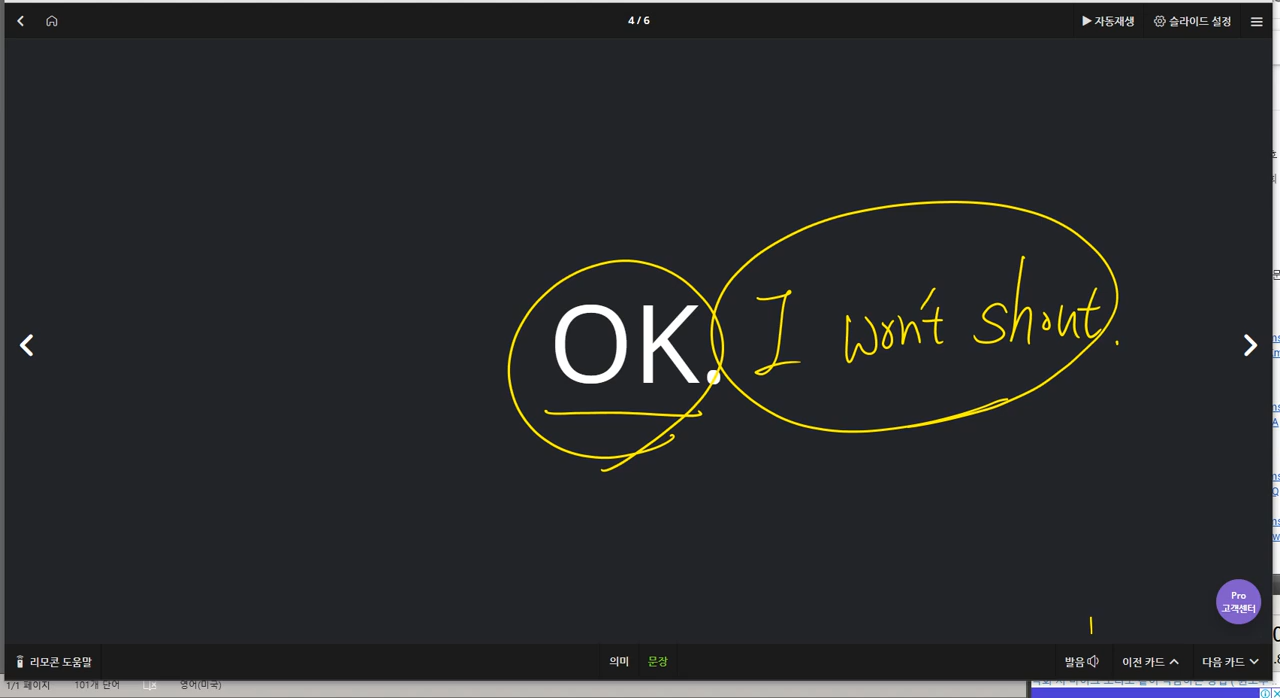 4 / 6
자동재생
슬라이드 설정
OK. I won't shout.
Pro
고객센터
리모콘 도움말
의미
문장
발음
이전 카드
다음 카드
1/1 페이지
101개 단어
영어(미국)